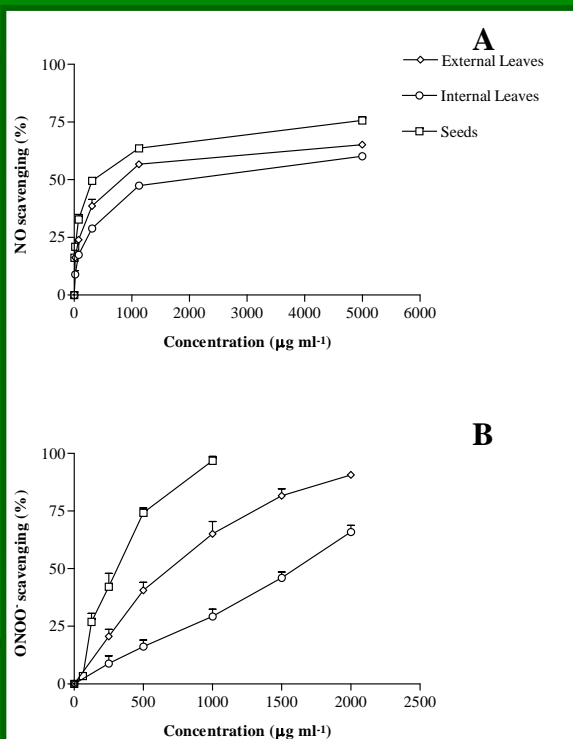 A
External Leaves
Internal Leaves
Seeds
NO scavenging (%)
100
75
50
25
0
0 1000 2000 3000 4000 5000 6000
Concentration (µg ml-1)
B
ONOO- scavenging (%)
100
75
50
25
0
0 500 1000 1500 2000 2500
Concentration (µg ml-1)